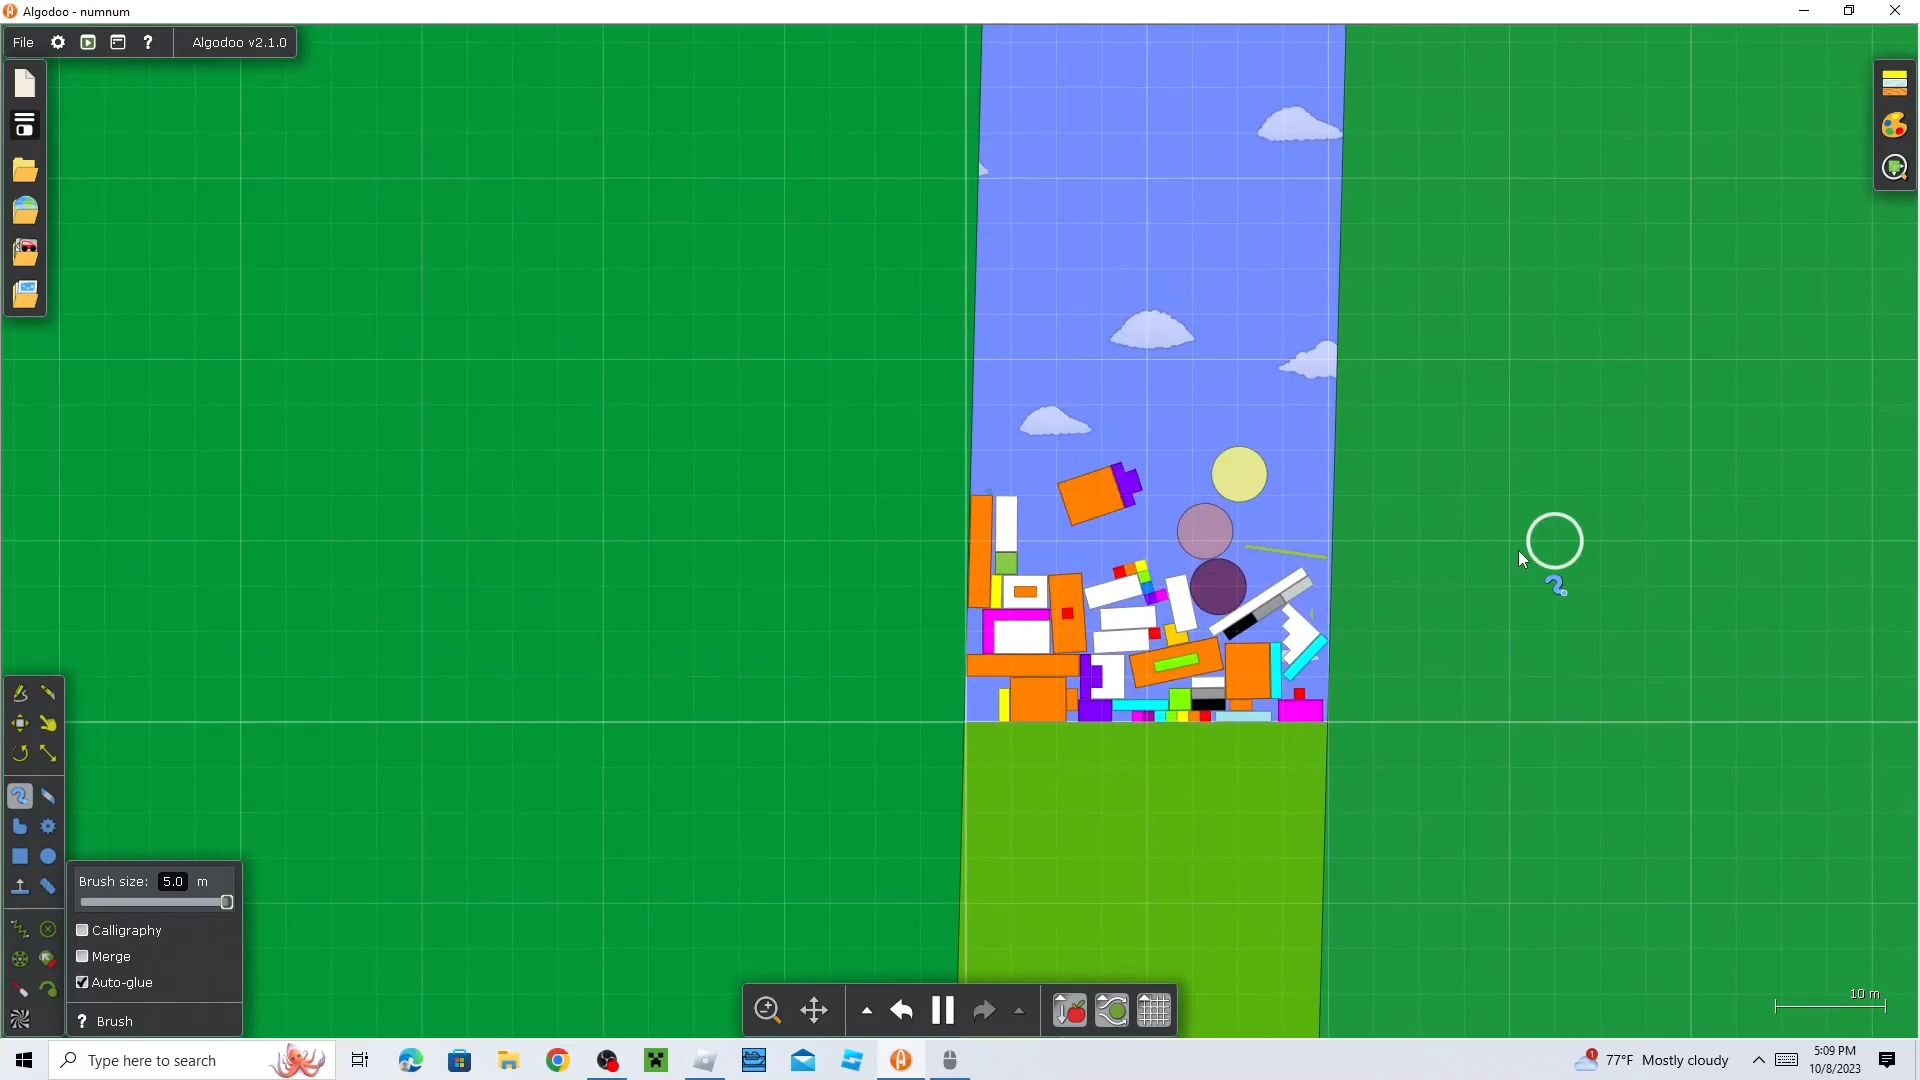 Algodoo - numnum
File
?
Algodoo v2.1.0
Brush size: 5.0 m
Calligraphy
Merge
Auto-glue
? Brush
10 m
Type here to search
1
77°F Mostly cloudy
5:09 PM
10/8/2023